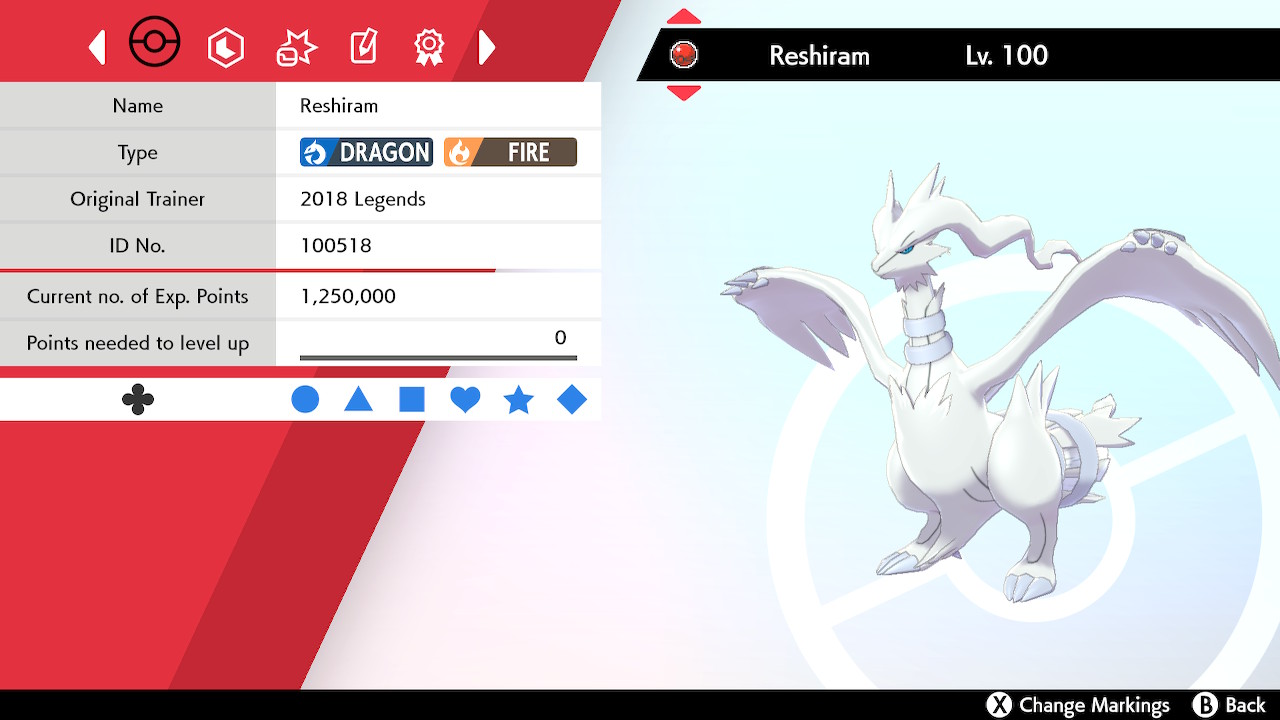 Reshiram Lv. 100
Name Reshiram
Type DRAGON FIRE
Original Trainer 2018 Legends
ID No. 100518
Current no. of Exp. Points 1,250,000
Points needed to level up 0
X Change Markings B Back